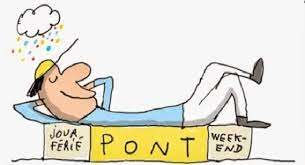 JOUR
FÉRIÉ
PONT
WEEK-
END